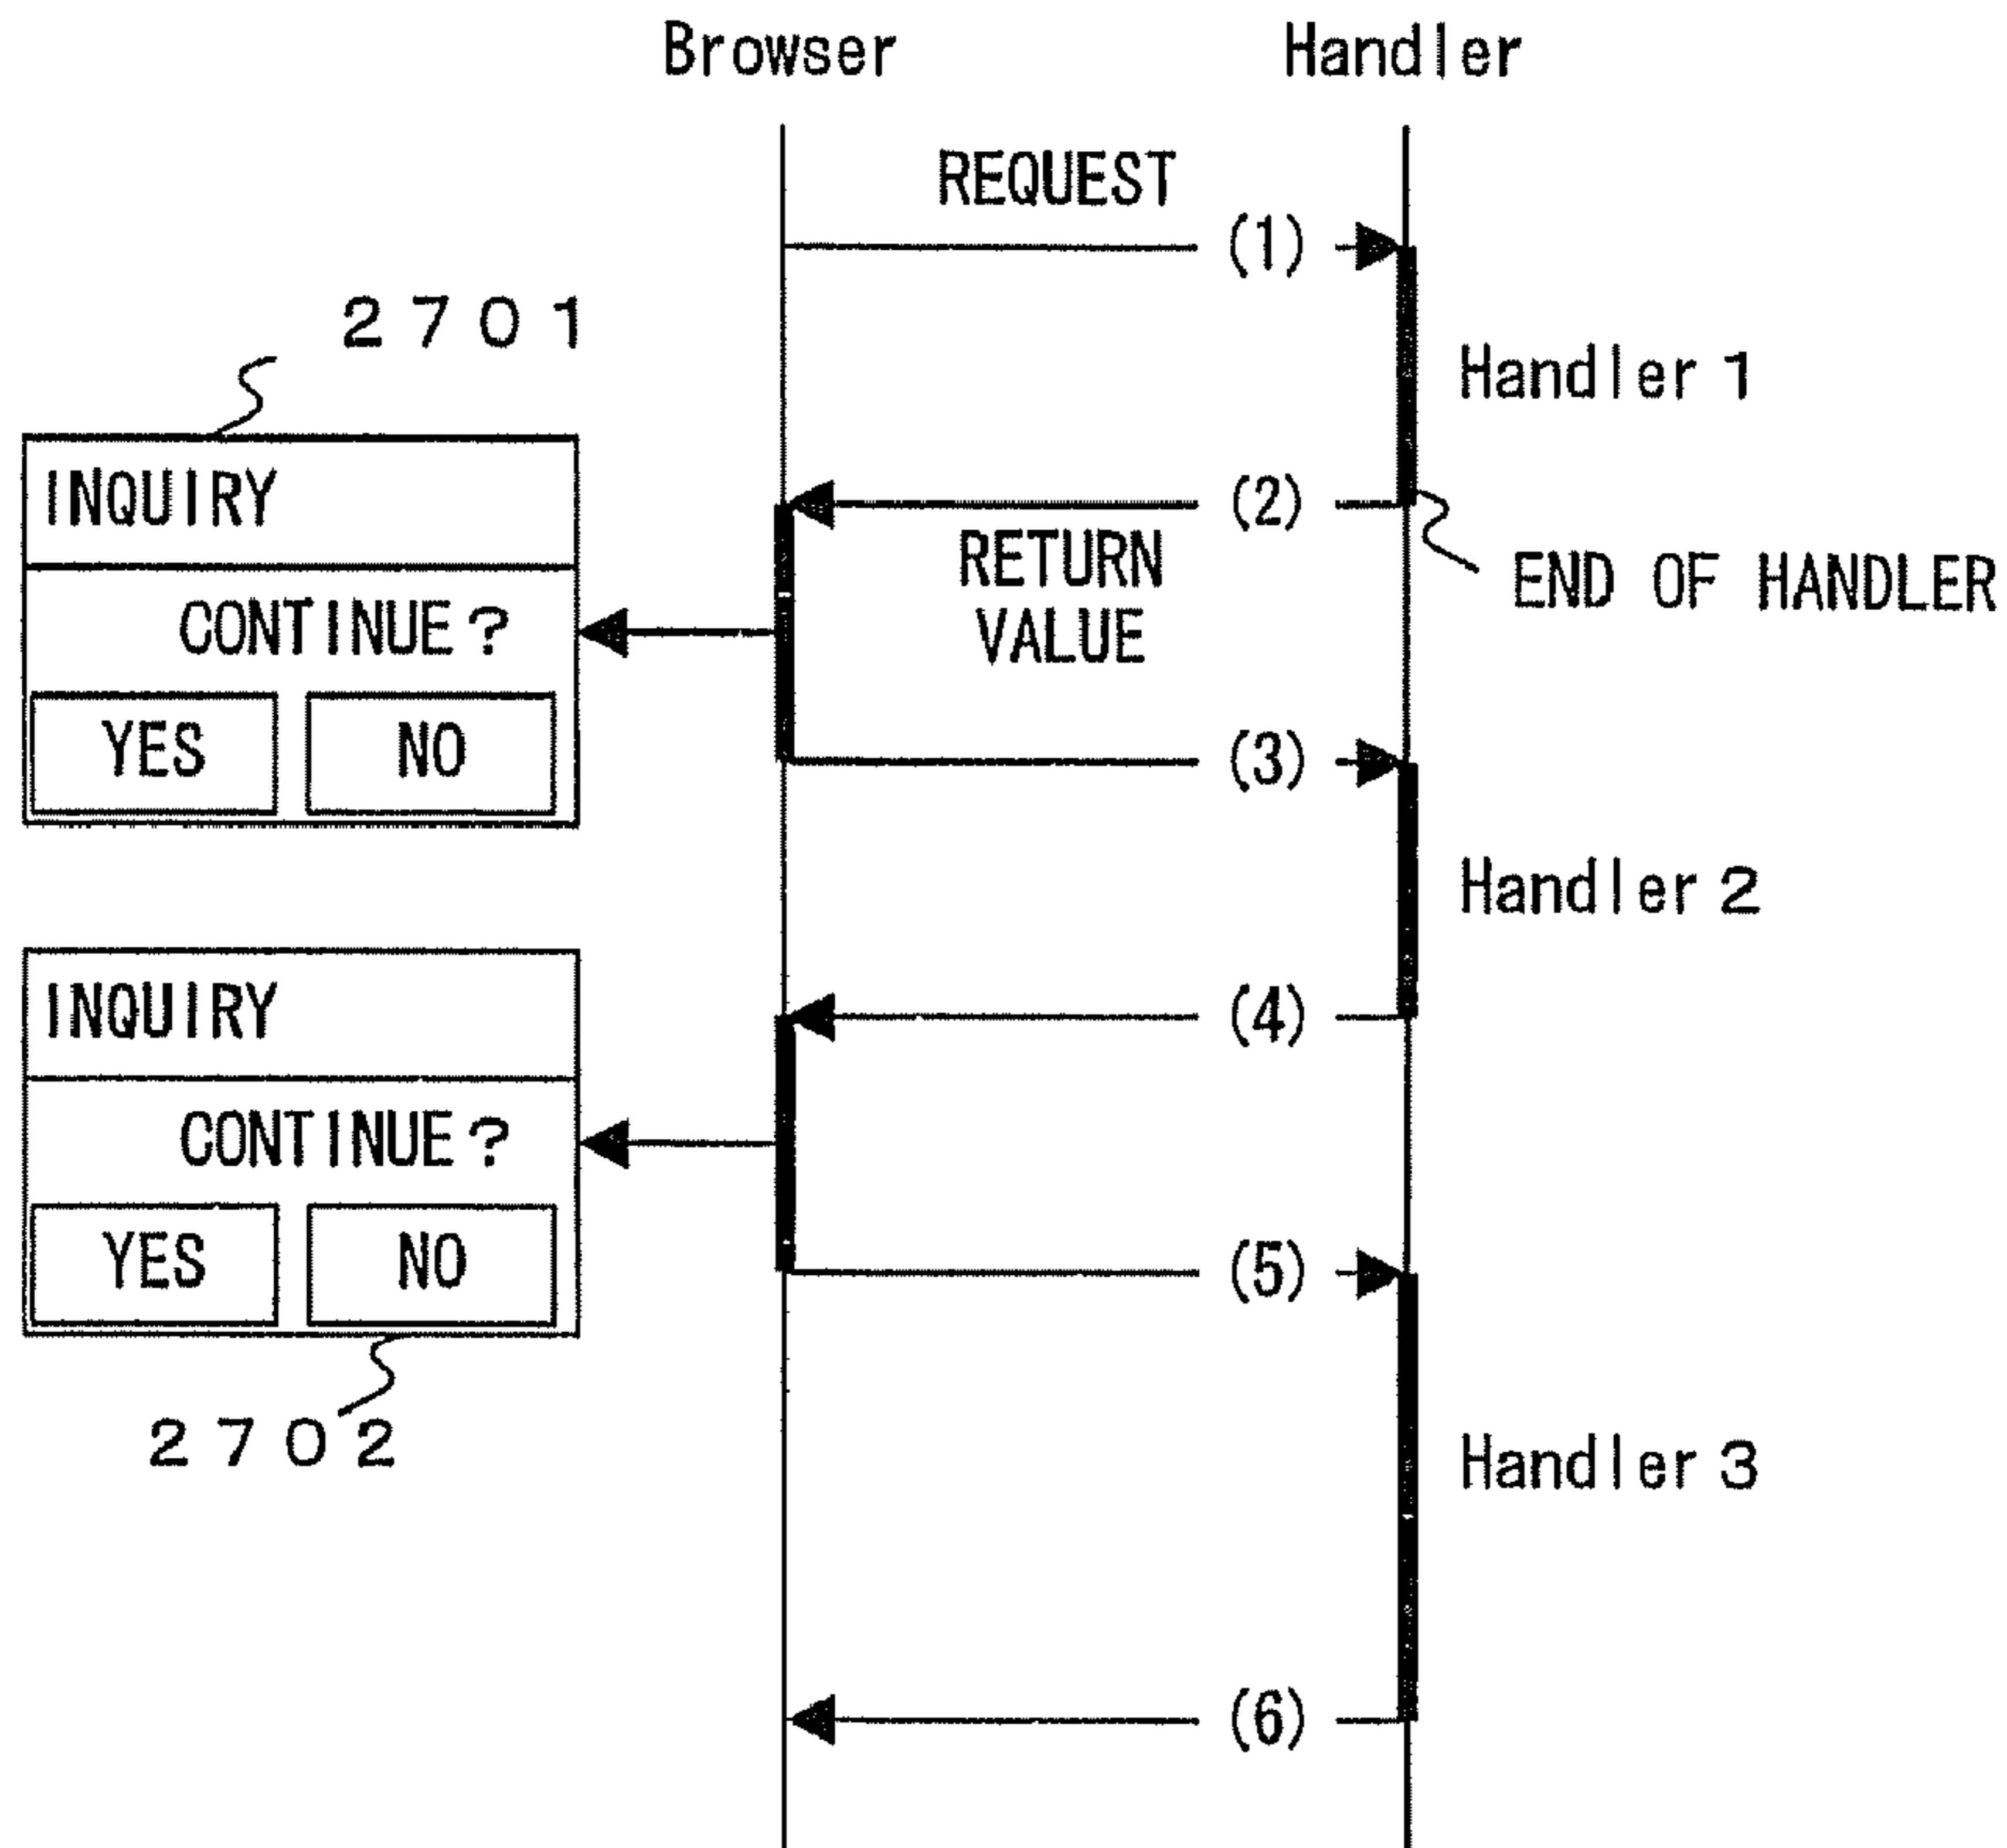 Browser
Handler
REQUEST
(1)
2701
Handler 1
INQUIRY
(2)
RETURN
VALUE
END OF HANDLER
CONTINUE?
YES
NO
(3)
Handler 2
INQUIRY
(4)
CONTINUE?
YES
NO
(5)
2702
Handler 3
(6)